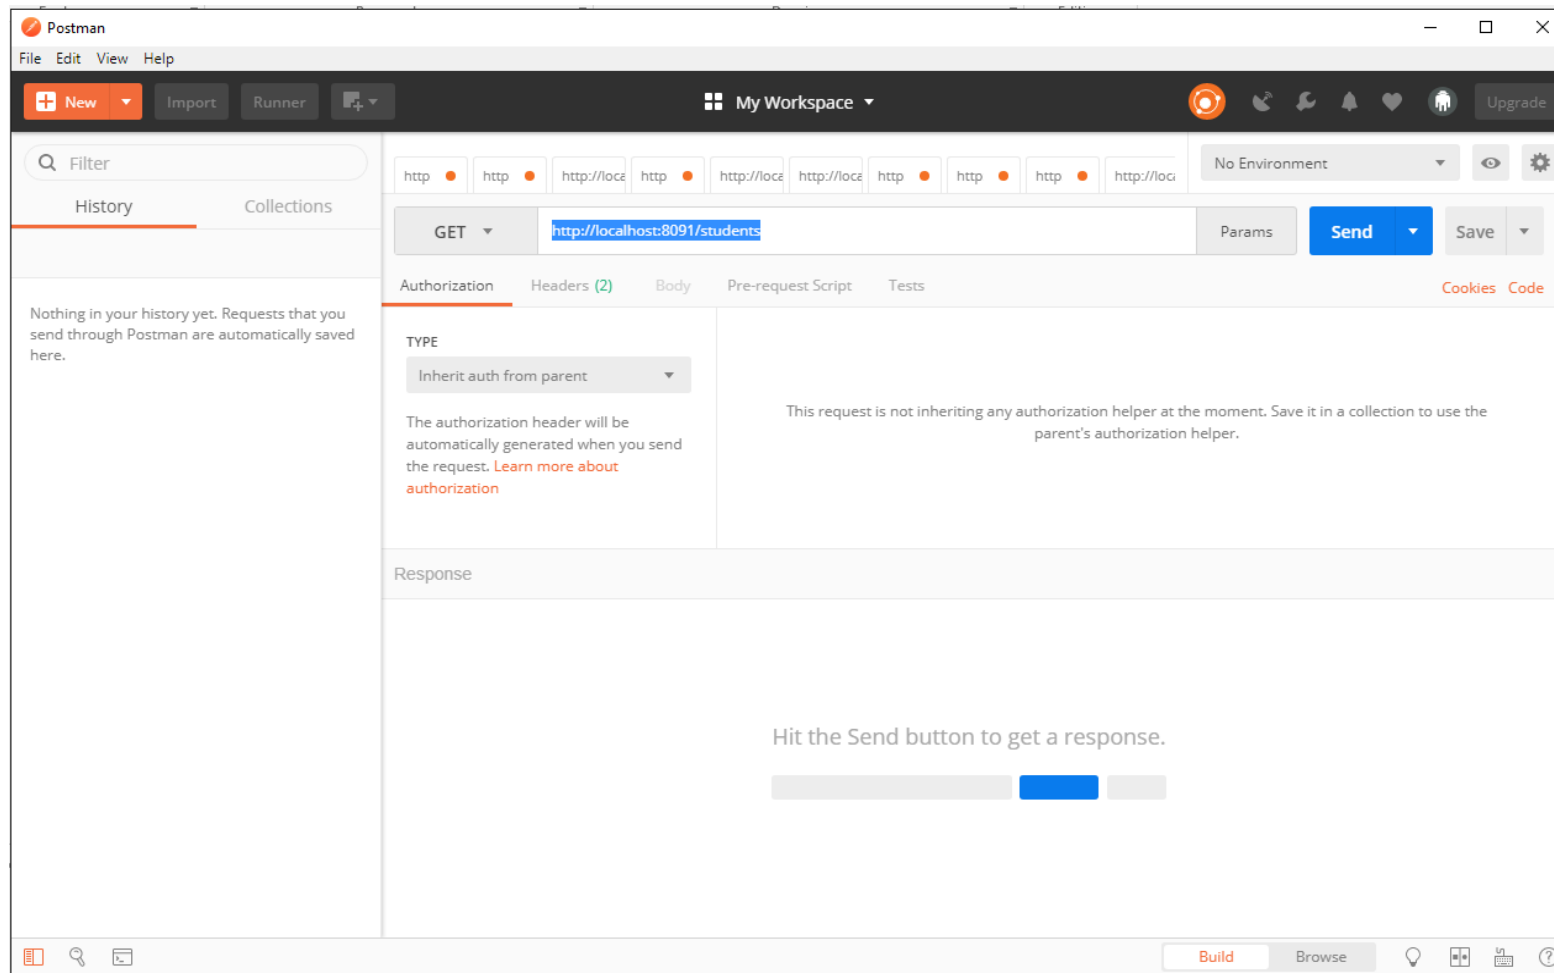 Postman
File Edit View Help
New Import Runner My Workspace Upgrade
Filter
History Collections
Nothing in your history yet. Requests that you
send through Postman are automatically saved
here.
http http http://loca http http://loca http://loca http http http http://loca
No Environment
GET http://localhost:8091/students Params Send Save
Authorization Headers (2) Body Pre-request Script Tests Cookies Code
TYPE
Inherit auth from parent
The authorization header will be
automatically generated when you send
the request. Learn more about
authorization
This request is not inheriting any authorization helper at the moment. Save it in a collection to use the
parent's authorization helper.
Response
Hit the Send button to get a response.
Build Browse